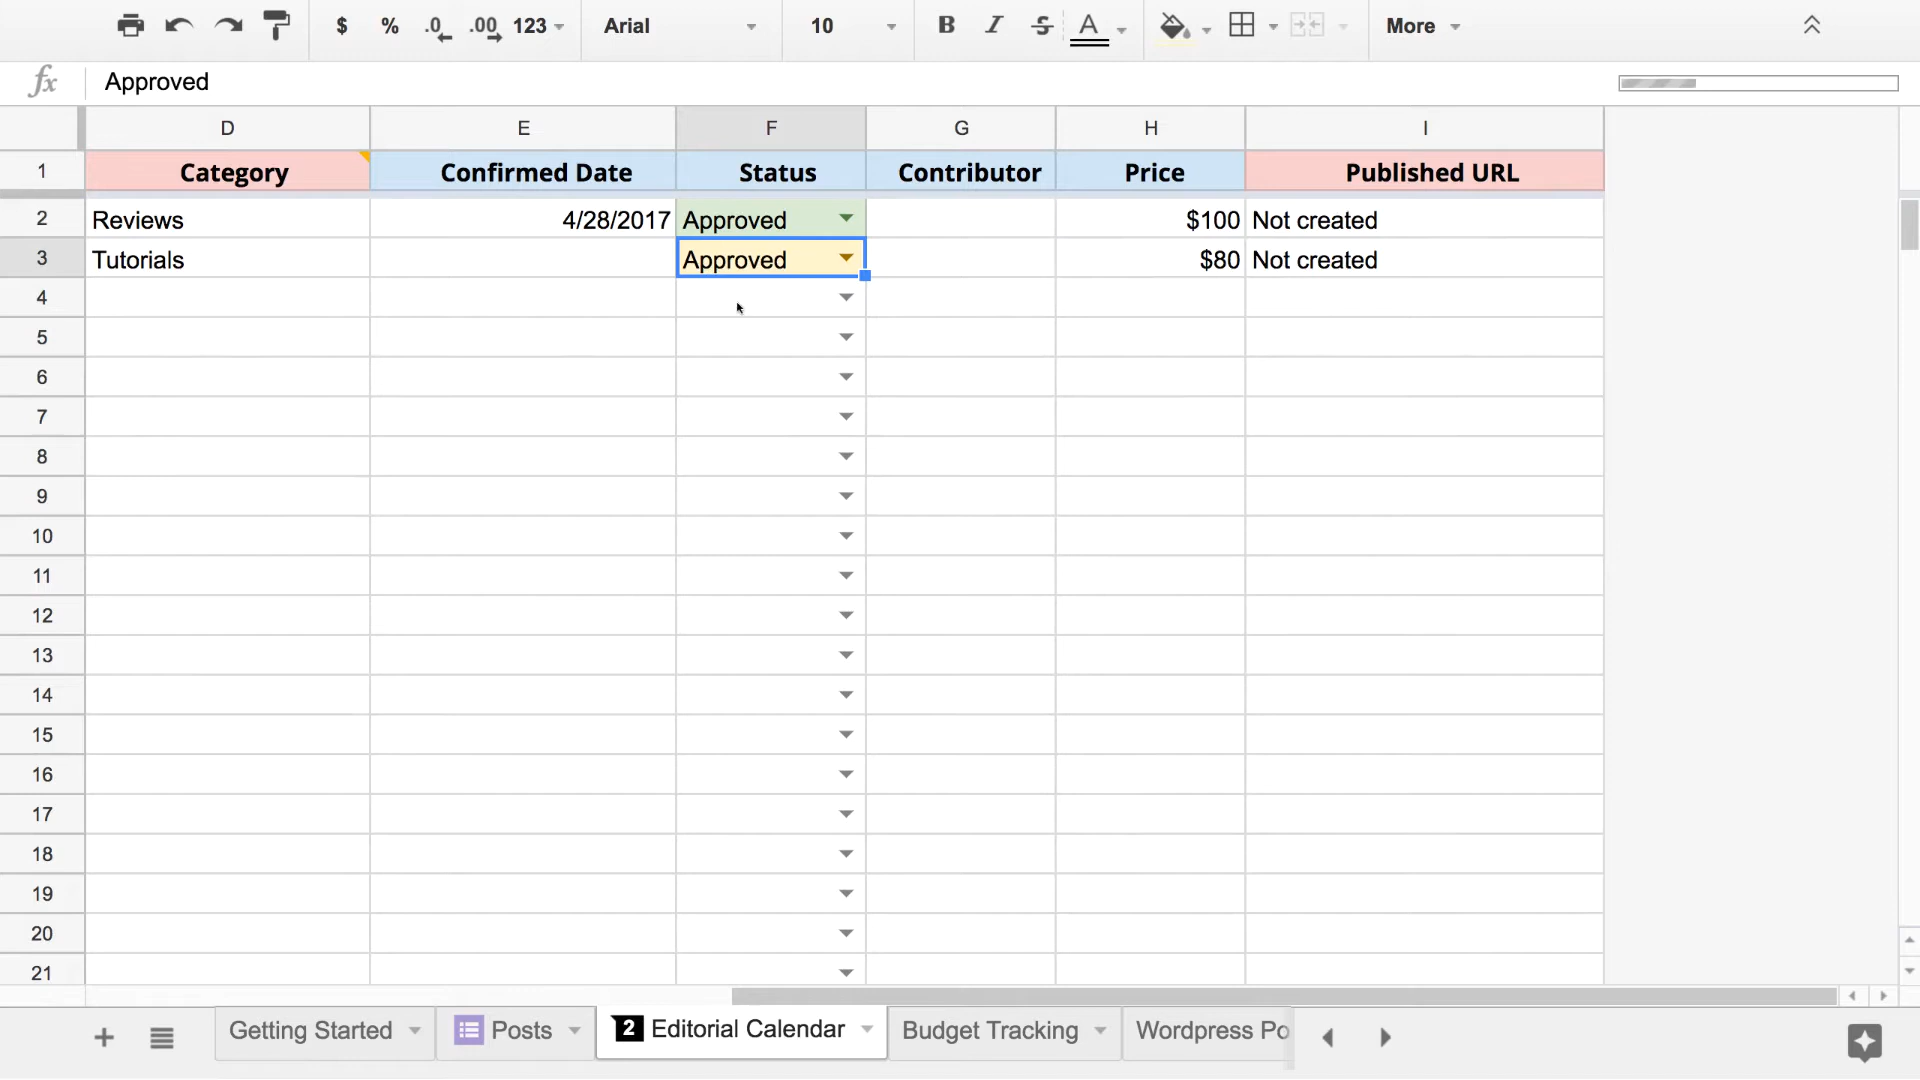 $ % .0 .00 123 Arial 10 B I S A More
fx Approved
D E F G H I
1 Category Confirmed Date Status Contributor Price Published URL
2 Reviews 4/28/2017 Approved $100 Not created
3 Tutorials Approved $80 Not created
4
5
6
7
8
9
10
11
12
13
14
15
16
17
18
19
20
21
+ Getting Started Posts 2 Editorial Calendar Budget Tracking Wordpress Po